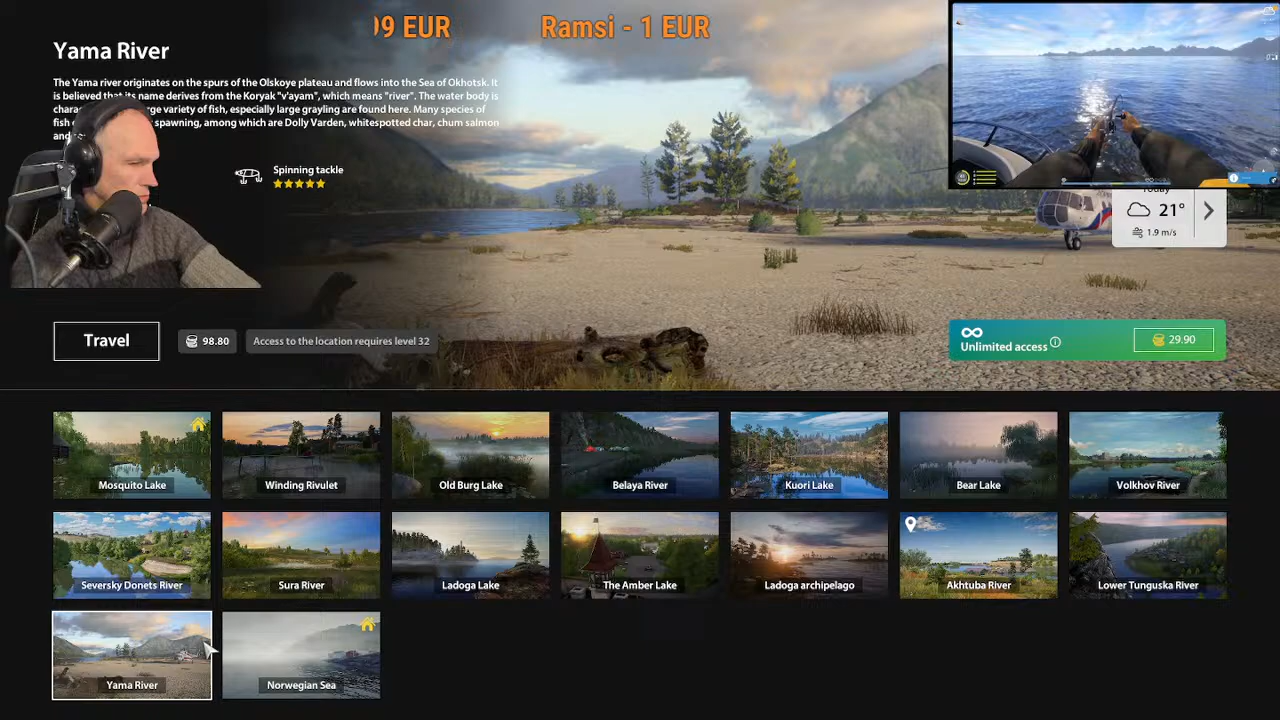 9 EUR
Ramsi - 1 EUR
Yama River
The Yama river originates on the spurs of the Olskoye plateau and flows into the Sea of Okhotsk. It
is believed that its name derives from the Koryak "v'ayam", which means "river". The water body is
variety of fish, especially large grayling are found here. Many species of
fish spawning, among which are Dolly Varden, whitespotted char, chum salmon
and
Spinning tackle
Today
21°
1.9 m/s
Travel
98.80
Access to the location requires level 32
Unlimited access
29.90
Mosquito Lake
Winding Rivulet
Old Burg Lake
Belaya River
Kuori Lake
Bear Lake
Volkhov River
Seversky Donets River
Sura River
Ladoga Lake
The Amber Lake
Ladoga archipelago
Akhtuba River
Lower Tunguska River
Yama River
Norwegian Sea